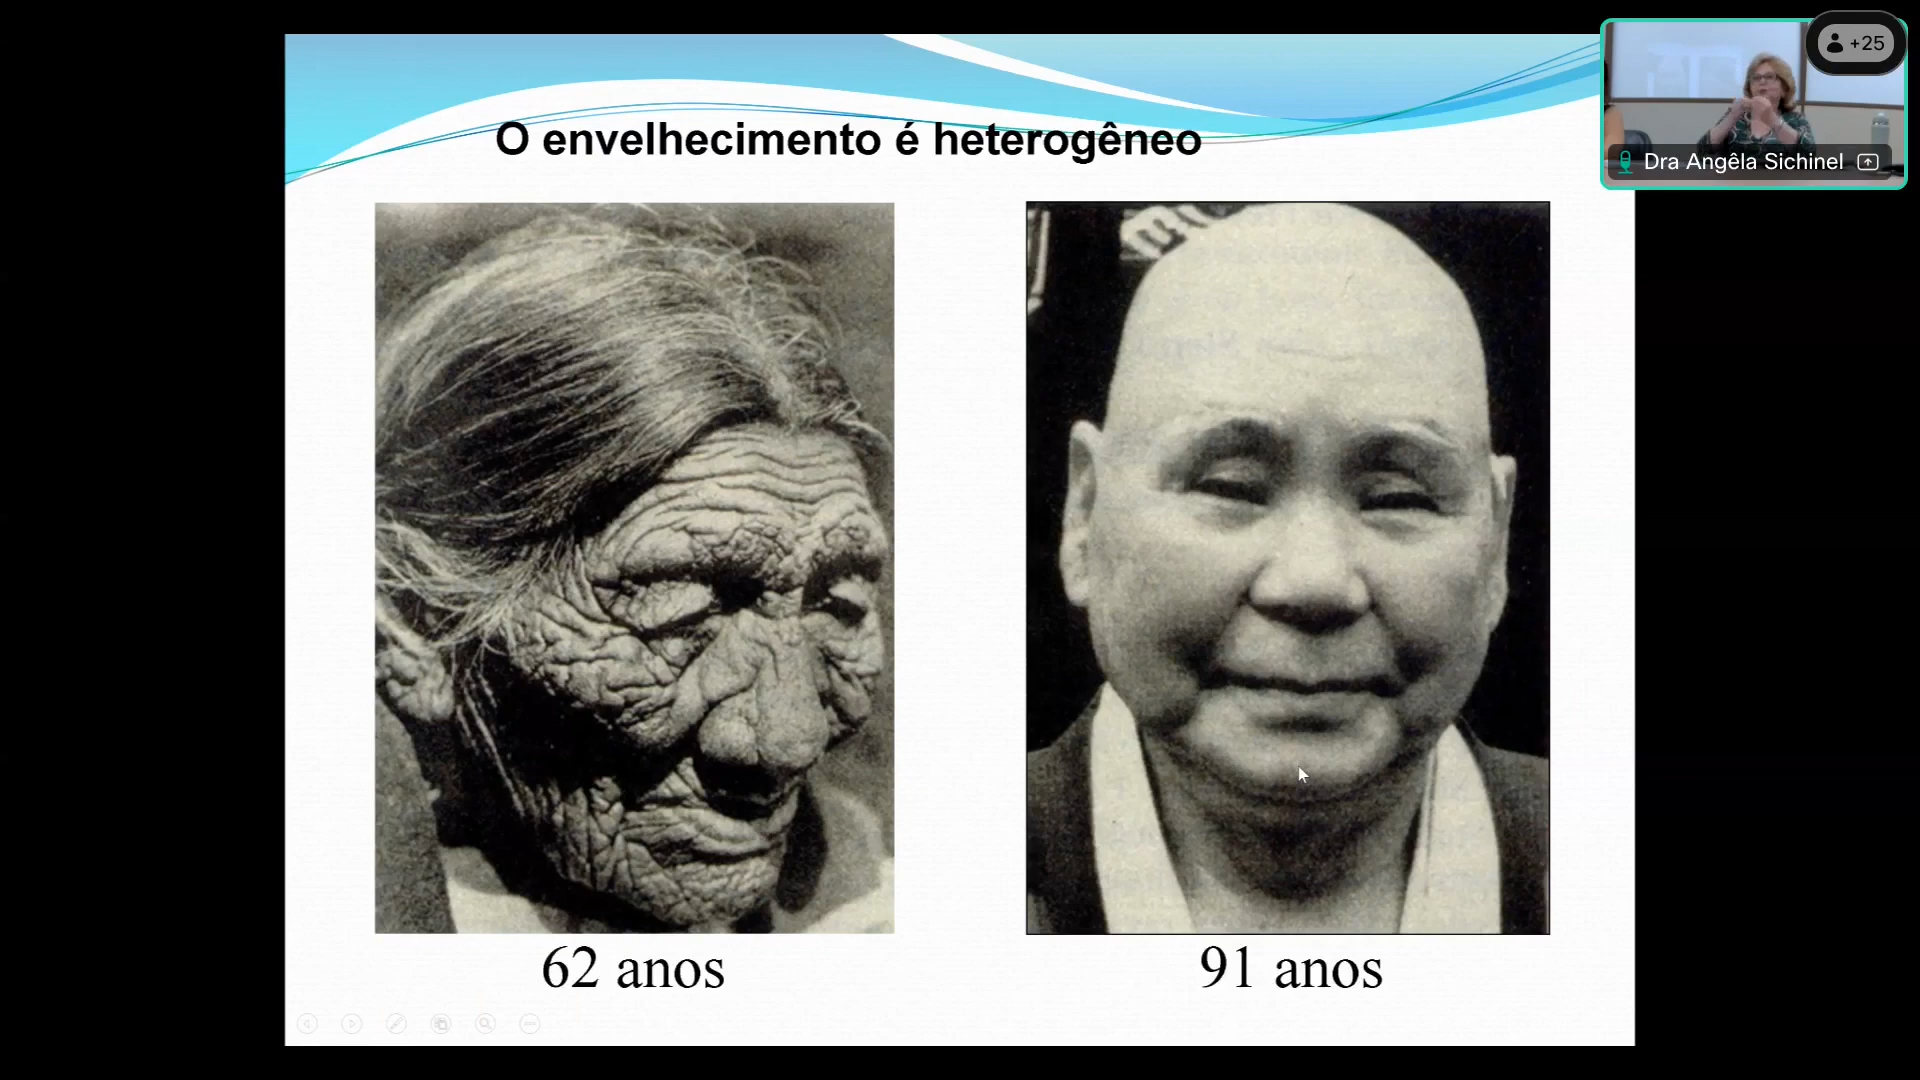 O envelhecimento é heterogêneo
+25
Dra Angêla Sichinel
62 anos
91 anos